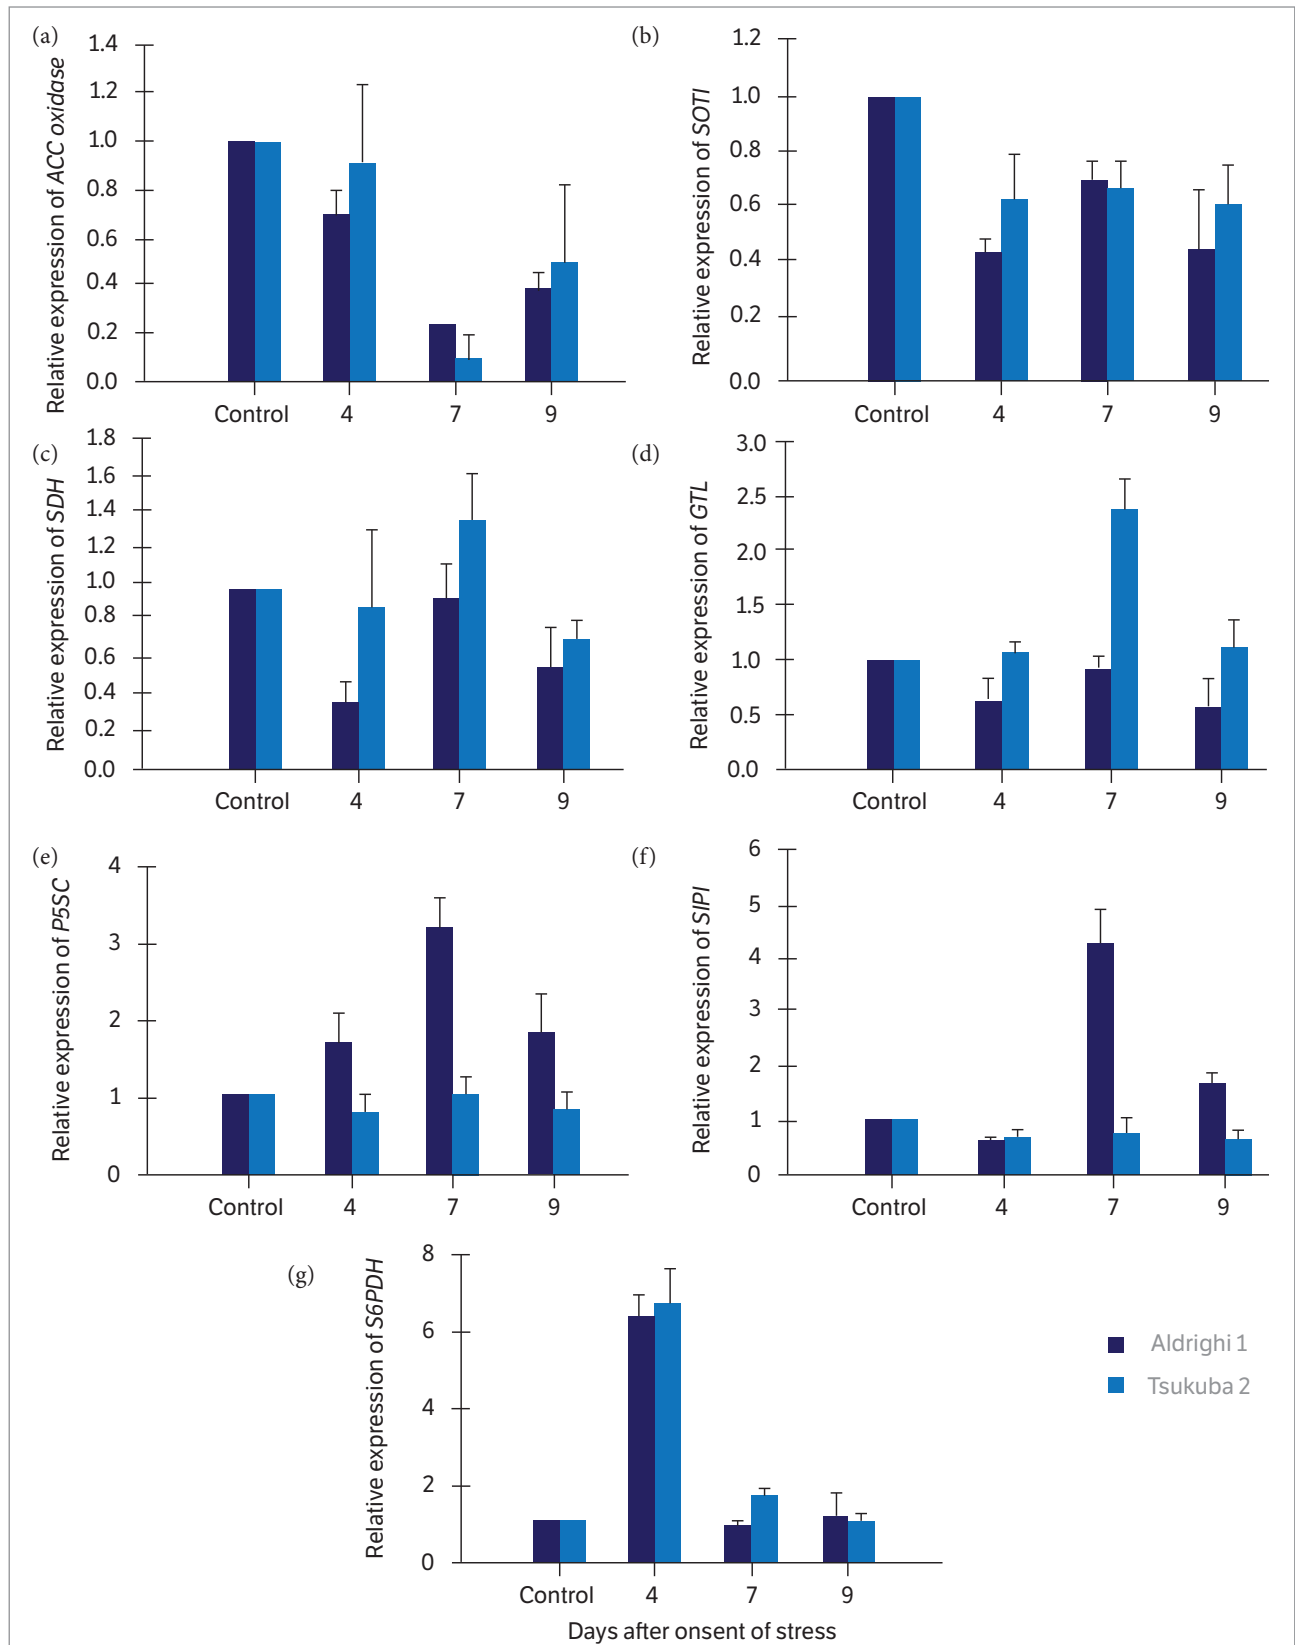 (a)
Relative expression of ACC oxidase
1.4
1.2
1.0
0.8
0.6
0.4
0.2
0.0
Control 4 7 9
(b)
Relative expression of SOTI
1.2
1.0
0.8
0.6
0.4
0.2
0.0
Control 4 7 9
(c)
Relative expression of SDH
1.8
1.6
1.4
1.2
1.0
0.8
0.6
0.4
0.2
0.0
Control 4 7 9
(d)
Relative expression of GTL
3.0
2.5
2.0
1.5
1.0
0.5
0.0
Control 4 7 9
(e)
Relative expression of P5SC
4
3
2
1
0
Control 4 7 9
(f)
Relative expression of SIPI
6
5
4
3
2
1
0
Control 4 7 9
(g)
Relative expression of S6PDH
8
6
4
2
0
Control 4 7 9
Days after onsent of stress
Aldrighi 1
Tsukuba 2